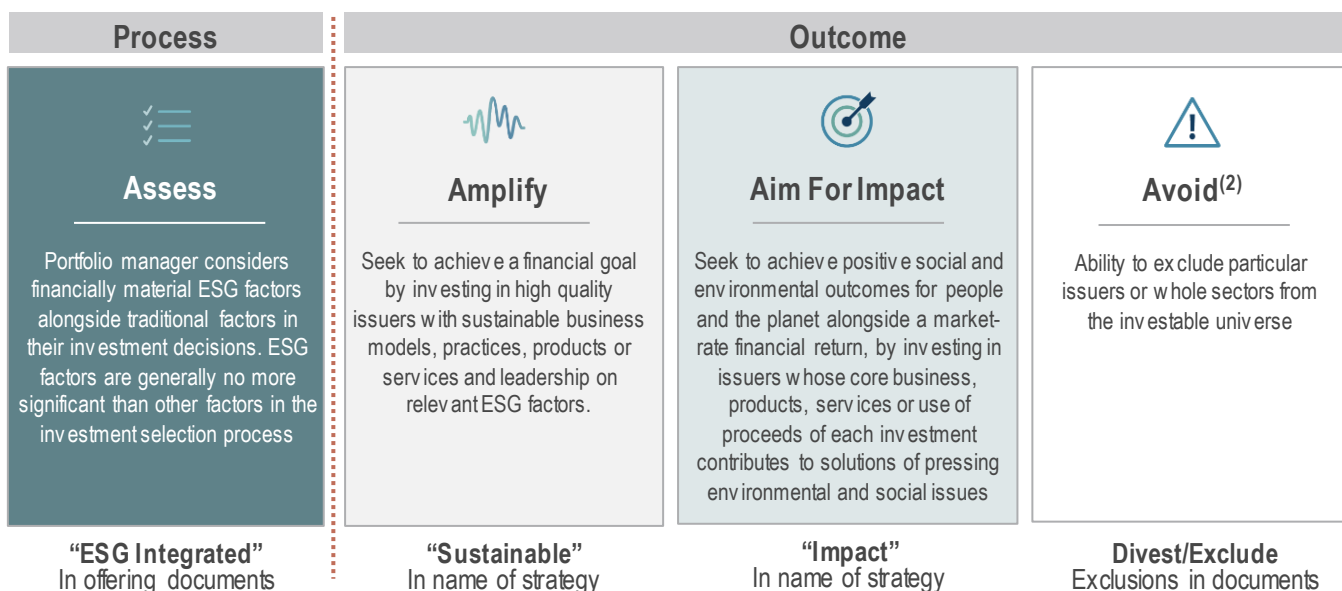 Process
Outcome
Assess
Portfolio manager considers
financially material ESG factors
alongside traditional factors in
their investment decisions. ESG
factors are generally no more
significant than other factors in the
investment selection process
"ESG Integrated"
In offering documents
Amplify
Seek to achieve a financial goal
by investing in high quality
issuers with sustainable business
models, practices, products or
services and leadership on
relevant ESG factors.
"Sustainable"
In name of strategy
Aim For Impact
Seek to achieve positive social and
environmental outcomes for people
and the planet alongside a market-
rate financial return, by investing in
issuers whose core business,
products, services or use of
proceeds of each investment
contributes to solutions of pressing
environmental and social issues
"Impact"
In name of strategy
Avoid(2)
Ability to exclude particular
issuers or whole sectors from
the investable universe
Divest/Exclude
Exclusions in documents